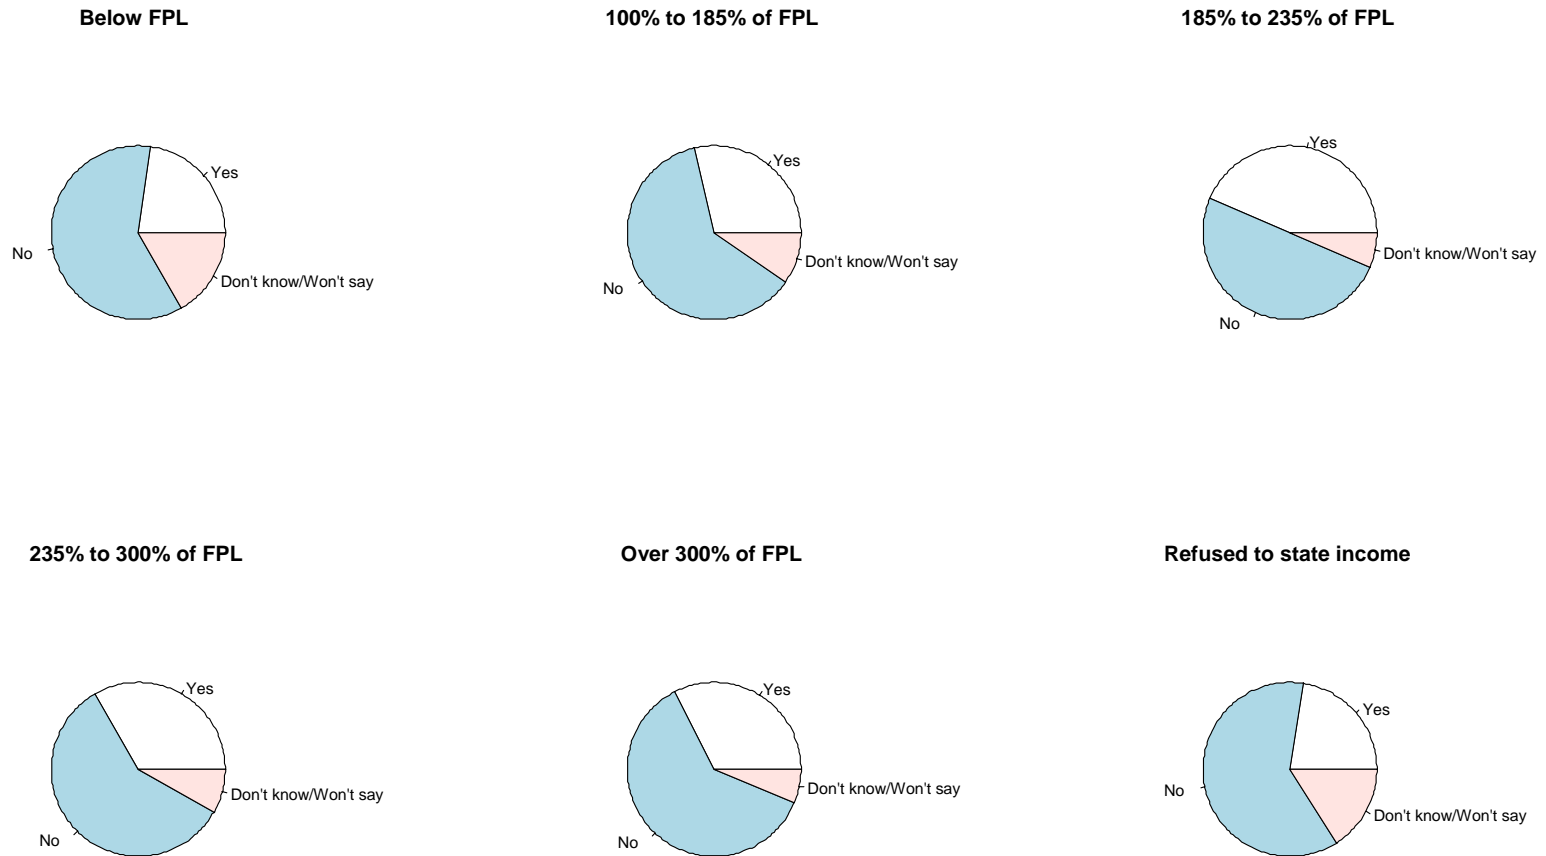 Below FPL
100% to 185% of FPL
185% to 235% of FPL
Yes
No
Don't know/Won't say
Yes
No
Don't know/Won't say
Yes
No
Don't know/Won't say
235% to 300% of FPL
Over 300% of FPL
Refused to state income
Yes
No
Don't know/Won't say
Yes
No
Don't know/Won't say
Yes
No
Don't know/Won't say